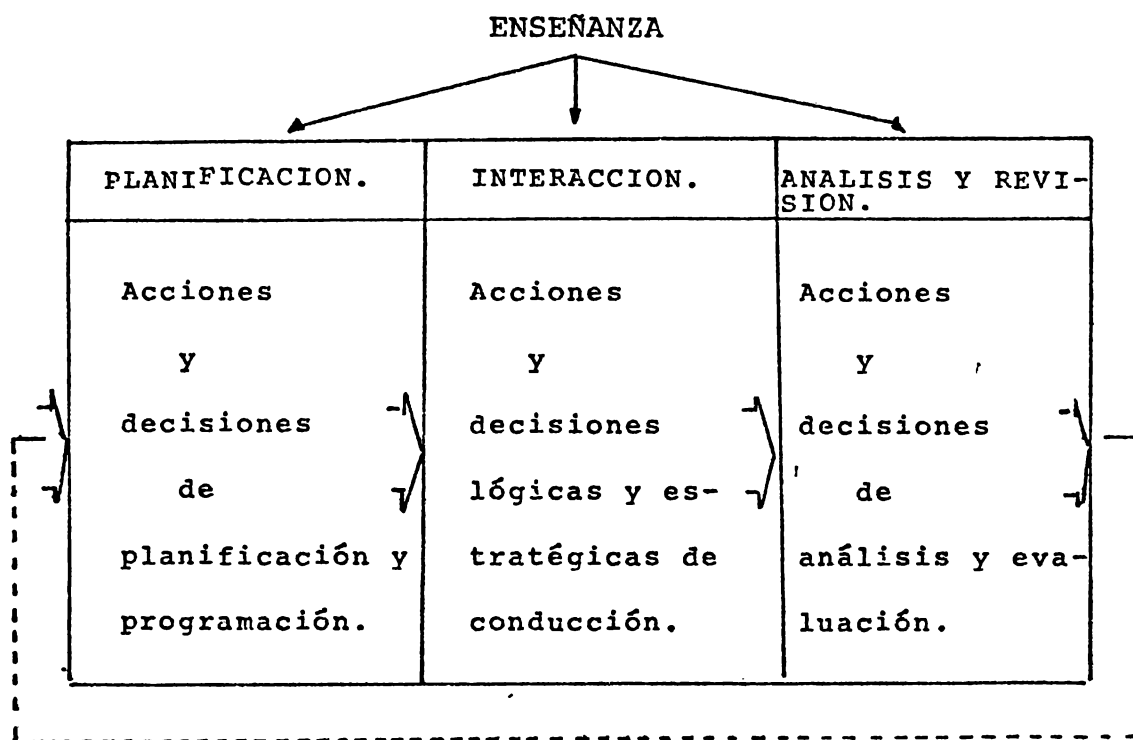 ENSEÑANZA
PLANIFICACION.
INTERACCION.
ANALISIS Y REVI-
SION.
Acciones
y
decisiones
de
planificación y
programación.
Acciones
y
decisiones
lógicas y es-
tratégicas de
conducción.
Acciones
y
decisiones
de
análisis y eva-
luación.